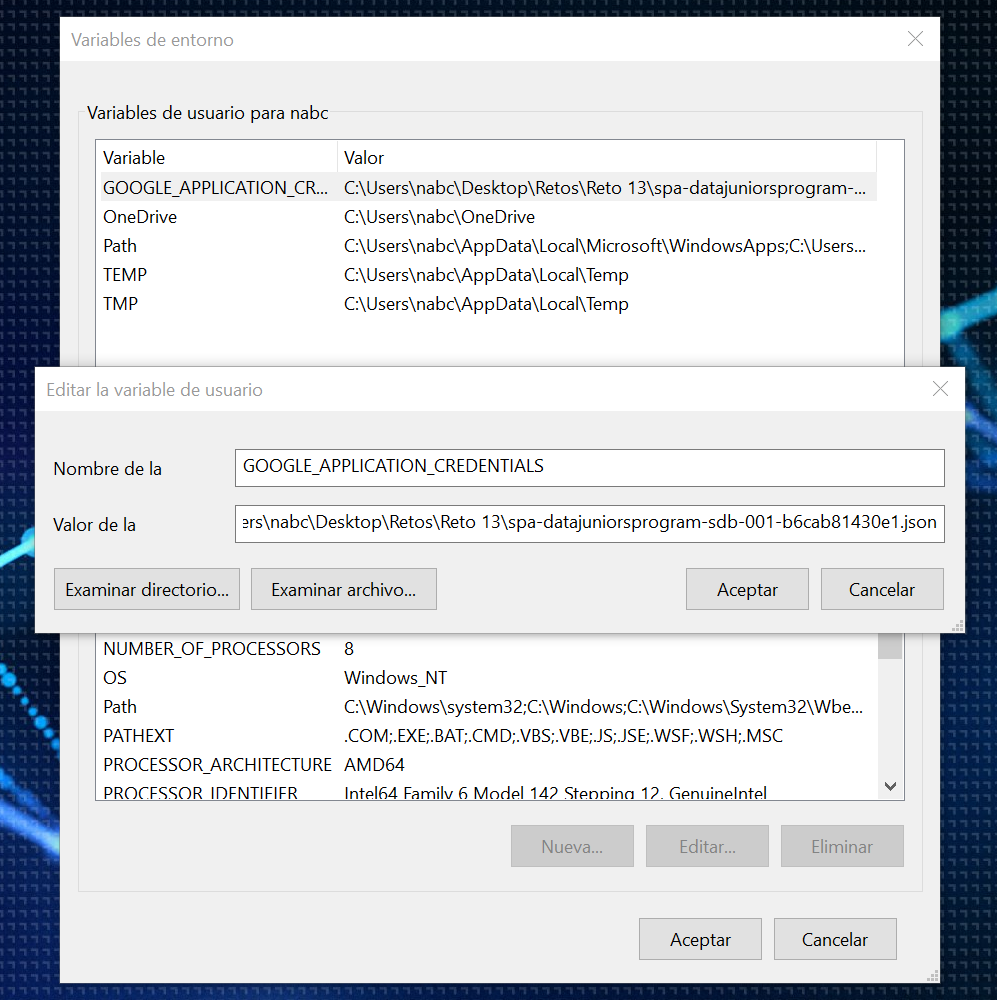 Variables de entorno
Variables de usuario para nabc
Variable Valor
GOOGLE_APPLICATION_CR... C:\Users\nabc\Desktop\Retos\Reto 13\spa-datajuniorsprogram-...
OneDrive C:\Users\nabc\OneDrive
Path C:\Users\nabc\AppData\Local\Microsoft\WindowsApps;C:\Users...
TEMP C:\Users\nabc\AppData\Local\Temp
TMP C:\Users\nabc\AppData\Local\Temp
Editar la variable de usuario
Nombre de la GOOGLE_APPLICATION_CREDENTIALS
Valor de la ers\nabc\Desktop\Retos\Reto 13\spa-datajuniorsprogram-sdb-001-b6cab81430e1.json
Examinar directorio... Examinar archivo... Aceptar Cancelar
NUMBER_OF_PROCESSORS 8
OS Windows_NT
Path C:\Windows\system32;C:\Windows;C:\Windows\System32\Wbe...
PATHEXT .COM;.EXE;.BAT;.CMD;.VBS;.VBE;.JS;.JSE;.WSF;.WSH;.MSC
PROCESSOR_ARCHITECTURE AMD64
PROCESSOR_IDENTIFIER Intel64 Family 6 Model 142 Stepping 12, GenuineIntel
Nueva... Editar... Eliminar
Aceptar Cancelar